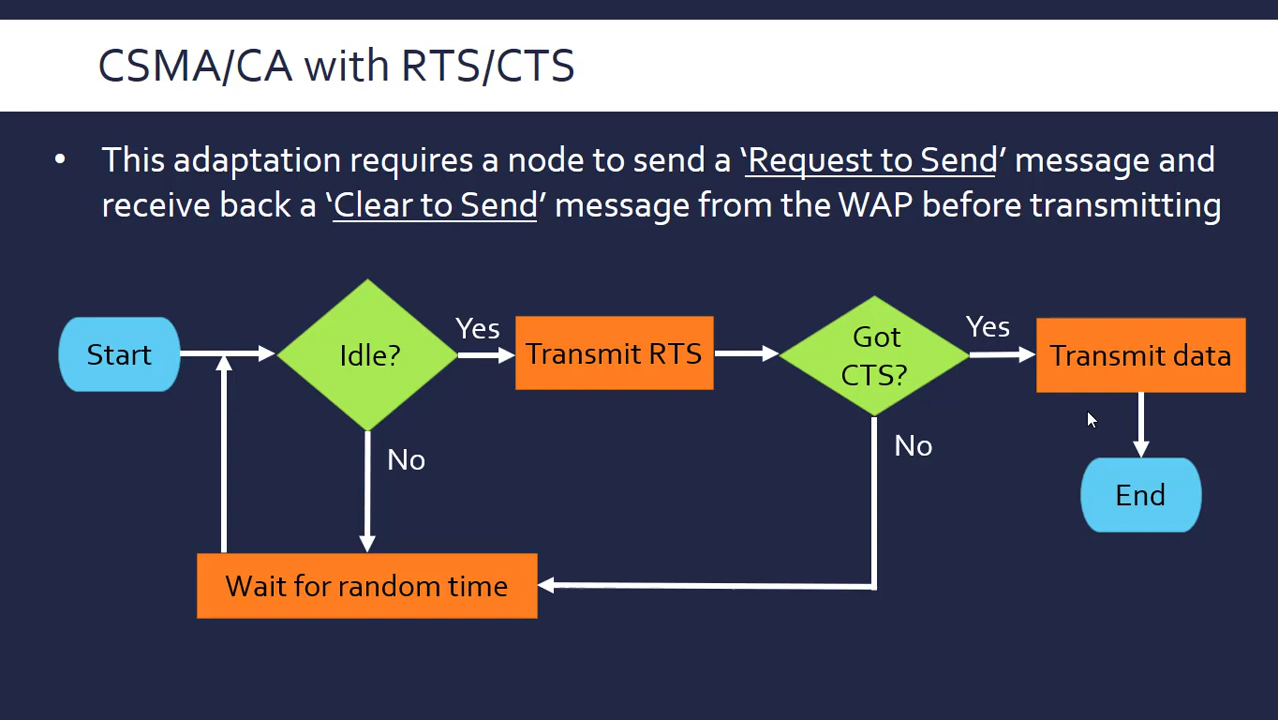 CSMA/CA with RTS/CTS
• This adaptation requires a node to send a ‘Request to Send’ message and
receive back a ‘Clear to Send’ message from the WAP before transmitting
Start
Idle?
Yes
Transmit RTS
Got
CTS?
Yes
Transmit data
No
No
End
Wait for random time